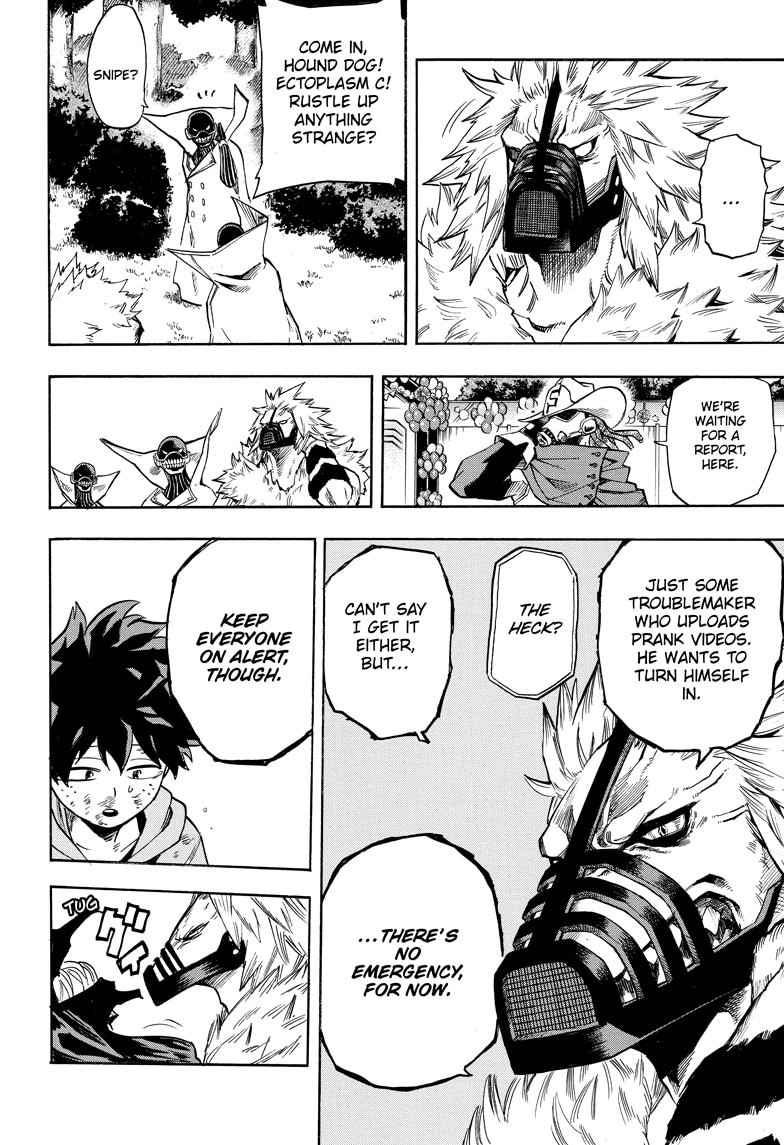 ...
COME IN,
HOUND DOG!
ECTOPLASM C!
RUSTLE UP
ANYTHING
STRANGE?
SNIPE?
WE'RE
WAITING
FOR A
REPORT,
HERE.
JUST SOME
TROUBLEMAKER
WHO UPLOADS
PRANK VIDEOS.
HE WANTS TO
TURN HIMSELF
IN.
THE
HECK?
CAN'T SAY
I GET IT
EITHER,
BUT...
...THERE'S
NO
EMERGENCY,
FOR NOW.
KEEP
EVERYONE
ON ALERT,
THOUGH.
TUG
グイ